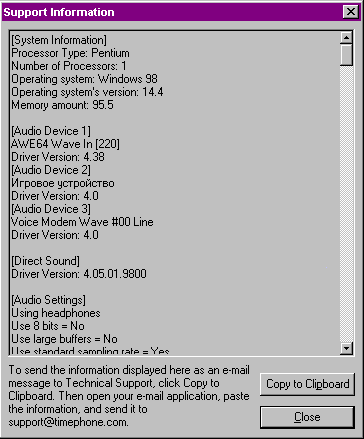 Support Information
[System Information]
Processor Type: Pentium
Number of Processors: 1
Operating system: Windows 98
Operating system's version: 14.4
Memory amount: 95.5
[Audio Device 1]
AWE64 Wave In [220]
Driver Version: 4.38
[Audio Device 2]
Игровое устройство
Driver Version: 4.0
[Audio Device 3]
Voice Modem Wave #00 Line
Driver Version: 4.0
[Direct Sound]
Driver Version: 4.05.01.9800
[Audio Settings]
Using headphones
Use 8 bits = No
Use large buffers = No
Use standard sampling rate = Yes
To send the information displayed here as an e-mail
message to Technical Support, click Copy to
Clipboard. Then open your e-mail application, paste
the information, and send it to
support@timephone.com.
Copy to Clipboard
Close